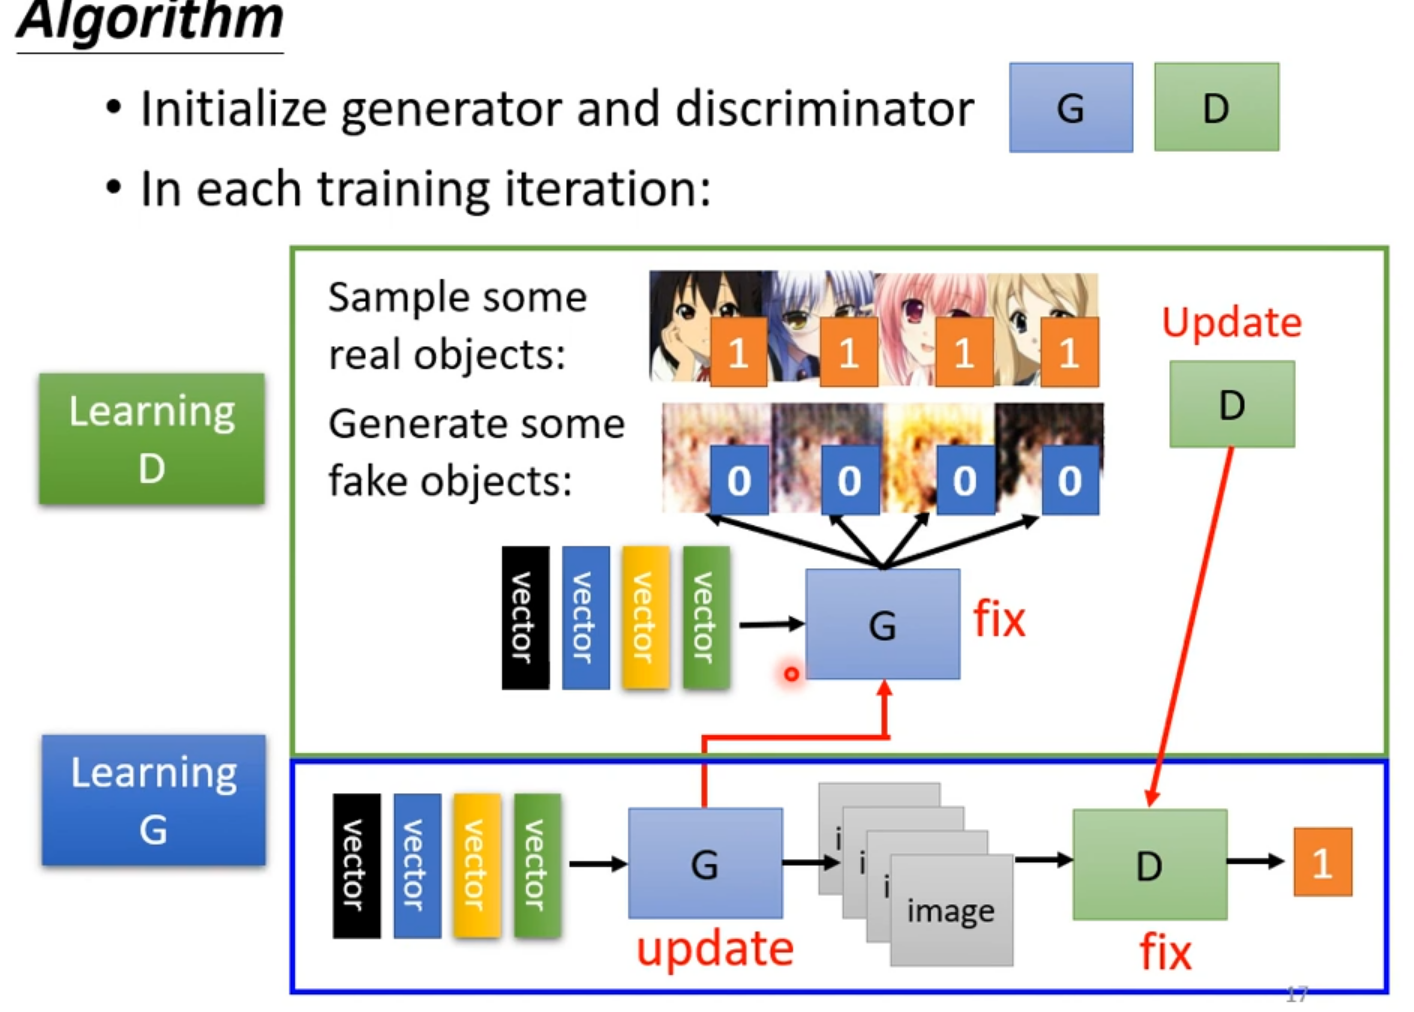 Algorithm
• Initialize generator and discriminator
G
D
• In each training iteration:
Sample some
real objects:
1
1
1
1
Update
D
Learning
D
Generate some
fake objects:
0
0
0
0
vector
vector
vector
vector
G
fix
Learning
G
vector
vector
vector
vector
G
update
i
i
i
image
D
fix
1
17